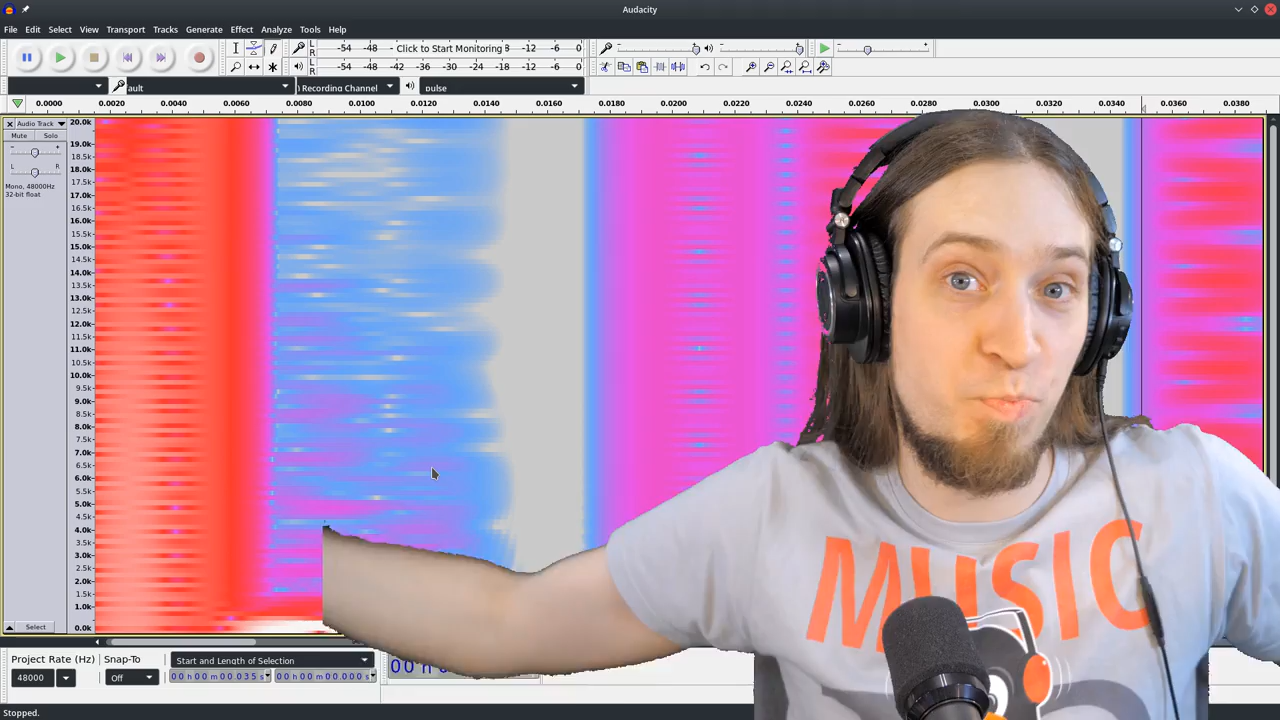 Audacity
File Edit Select View Transport Tracks Generate Effect Analyze Tools Help
L R -54 -48 - Click to Start Monitoring -12 -6 0
L R -54 -48 -42 -36 -30 -24 -18 -12 -6 0
ault
Recording Channel
pulse
0.0000 0.0020 0.0040 0.0060 0.0080 0.0100 0.0120 0.0140 0.0160 0.0180 0.0200 0.0220 0.0240 0.0260 0.0280 0.0300 0.0320 0.0340 0.0360 0.0380
Audio Track
Mute Solo
- +
L R
Mono, 48000Hz
32-bit float
Select
20.0k
19.0k
18.5k
18.0k
17.5k
17.0k
16.5k
16.0k
15.5k
15.0k
14.5k
14.0k
13.5k
13.0k
12.5k
12.0k
11.5k
11.0k
10.5k
10.0k
9.5k
9.0k
8.5k
8.0k
7.5k
7.0k
6.5k
6.0k
5.5k
5.0k
4.5k
4.0k
3.5k
3.0k
2.5k
2.0k
1.5k
1.0k
0.0k
MUSIC
Project Rate (Hz) Snap-To
Start and Length of Selection
48000
Off
00 h 00 m 00.035 s
00 h 00 m 00.000 s
00 h
Stopped.